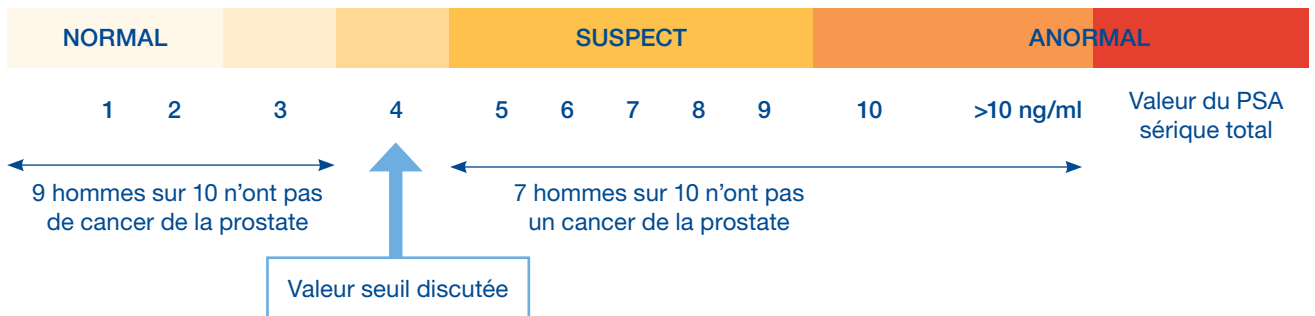 NORMAL SUSPECT ANORMAL
1 2 3 4 5 6 7 8 9 10 >10 ng/ml Valeur du PSA
sérique total
9 hommes sur 10 n'ont pas
de cancer de la prostate
7 hommes sur 10 n'ont pas
un cancer de la prostate
Valeur seuil discutée